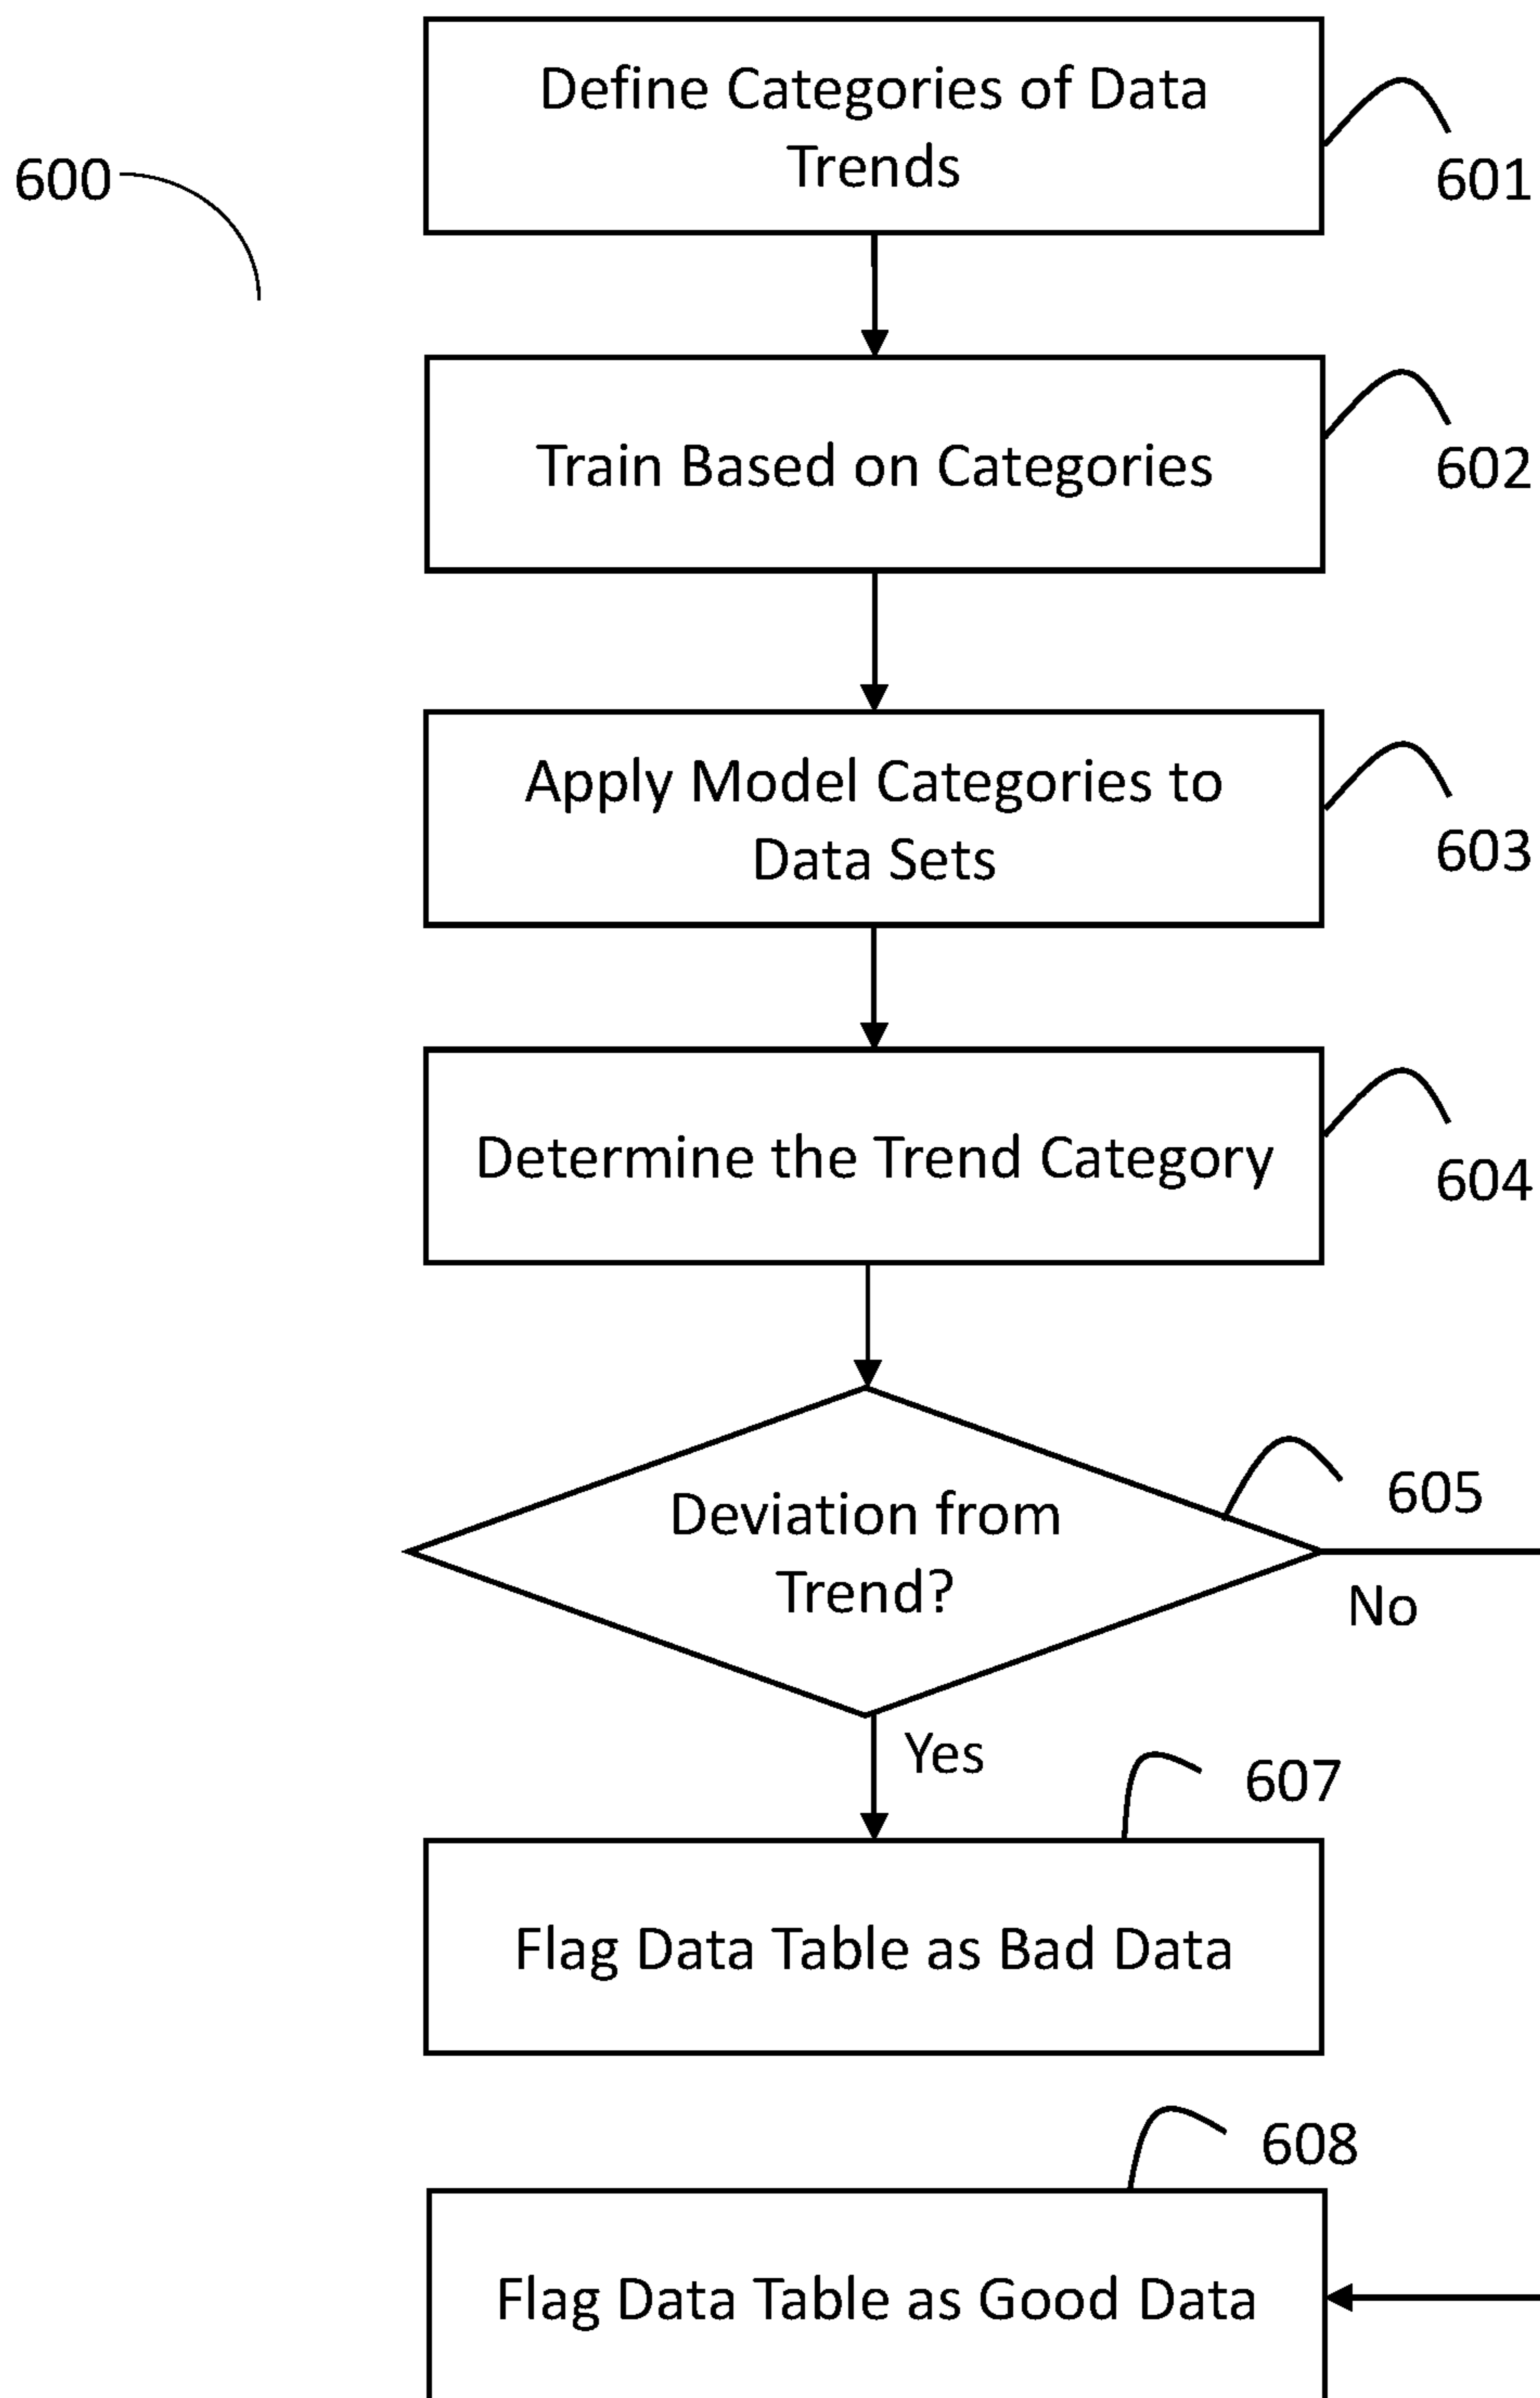 Define Categories of Data
Trends
600
601
Train Based on Categories
602
Apply Model Categories to
Data Sets
603
Determine the Trend Category
604
Deviation from
Trend?
605
No
Yes
607
Flag Data Table as Bad Data
608
Flag Data Table as Good Data